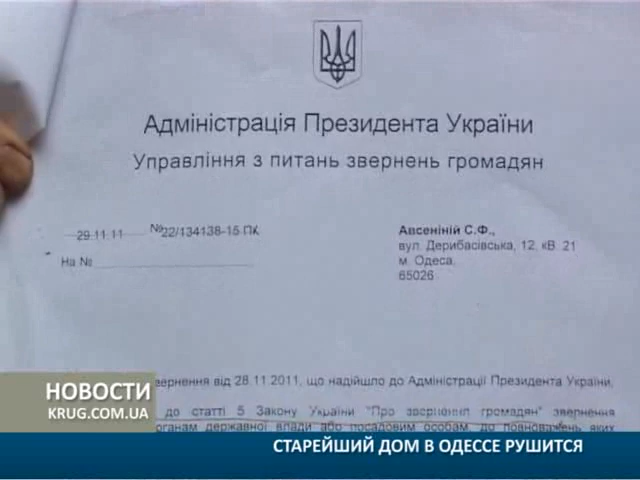 Адміністрація Президента України
Управління з питань звернень громадян
29.11.11 №22/134138-15 ПК
На №
Авсеніній С.Ф.,
вул. Дерибасівська, 12, кв. 21
м. Одеса,
65026
вернення від 28.11.2011, що надійшло до Адміністрації Президента України,
до статті 5 Закону України "Про звернення громадян" звернення
органам державної влади або посадовим особам, до повноважень яких
НОВОСТИ
KRUG.COM.UA
СТАРЕЙШИЙ ДОМ В ОДЕССЕ РУШИТСЯ